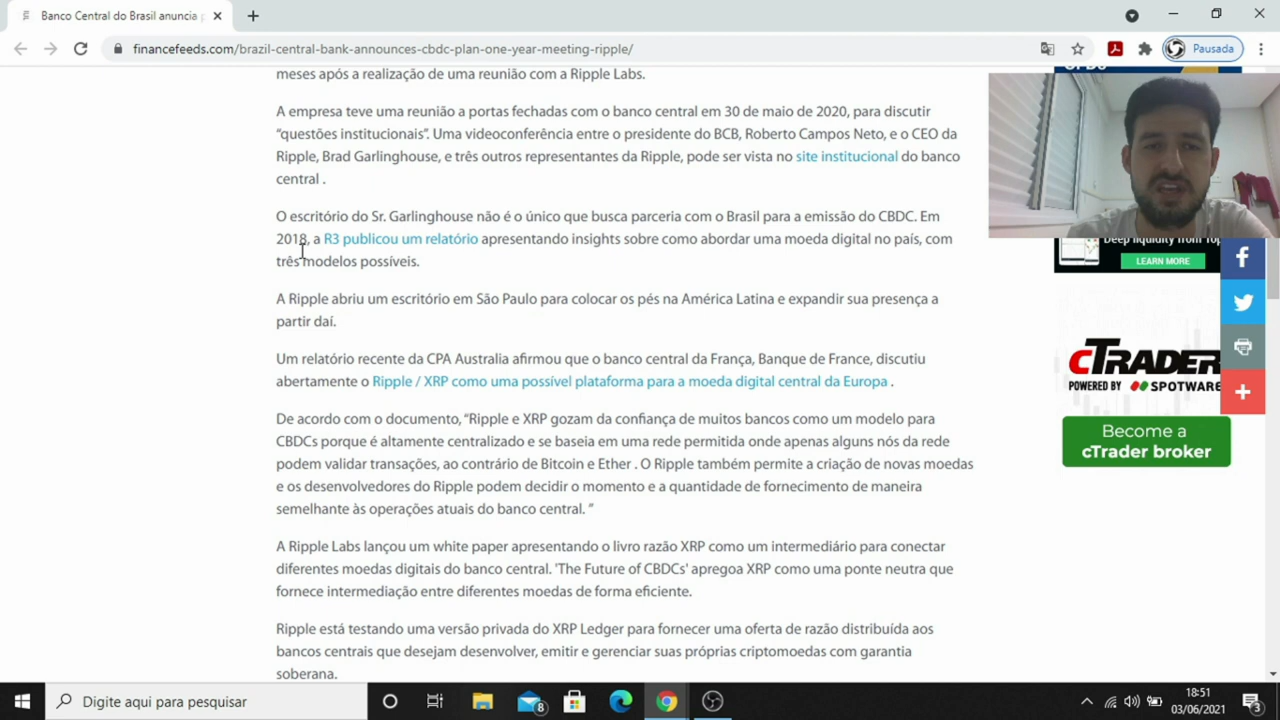 Banco Central do Brasil anuncia p
Pausada
financefeeds.com/brazil-central-bank-announces-cbdc-plan-one-year-meeting-ripple/
meses após a realização de uma reunião com a Ripple Labs.
A empresa teve uma reunião a portas fechadas com o banco central em 30 de maio de 2020, para discutir
“questões institucionais”. Uma videoconferência entre o presidente do BCB, Roberto Campos Neto, e o CEO da
Ripple, Brad Garlinghouse, e três outros representantes da Ripple, pode ser vista no site institucional do banco
central .
O escritório do Sr. Garlinghouse não é o único que busca parceria com o Brasil para a emissão do CBDC. Em
2018, a R3 publicou um relatório apresentando insights sobre como abordar uma moeda digital no país, com
três modelos possíveis.
A Ripple abriu um escritório em São Paulo para colocar os pés na América Latina e expandir sua presença a
partir daí.
Um relatório recente da CPA Australia afirmou que o banco central da França, Banque de France, discutiu
abertamente o Ripple / XRP como uma possível plataforma para a moeda digital central da Europa .
De acordo com o documento, “Ripple e XRP gozam da confiança de muitos bancos como um modelo para
CBDCs porque é altamente centralizado e se baseia em uma rede permitida onde apenas alguns nós da rede
podem validar transações, ao contrário de Bitcoin e Ether . O Ripple também permite a criação de novas moedas
e os desenvolvedores do Ripple podem decidir o momento e a quantidade de fornecimento de maneira
semelhante às operações atuais do banco central. ”
A Ripple Labs lançou um white paper apresentando o livro razão XRP como um intermediário para conectar
diferentes moedas digitais do banco central. 'The Future of CBDCs' apregoa XRP como uma ponte neutra que
fornece intermediação entre diferentes moedas de forma eficiente.
Ripple está testando uma versão privada do XRP Ledger para fornecer uma oferta de razão distribuída aos
bancos centrais que desejam desenvolver, emitir e gerenciar suas próprias criptomoedas com garantia
soberana.
Deep liquidity from
LEARN MORE
cTRADER
POWERED BY SPOTWARE
Become a
cTrader broker
Digite aqui para pesquisar
8
18:51
03/06/2021
3